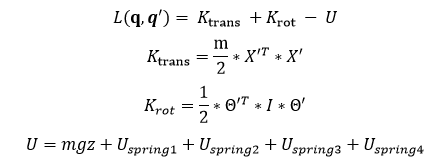 L(q, q′) = K_trans + K_rot − U
K_trans = m/2 * X′^T * X′
K_rot = 1/2 * Θ′^T * I * Θ′
U = mgz + U_spring1 + U_spring2 + U_spring3 + U_spring4